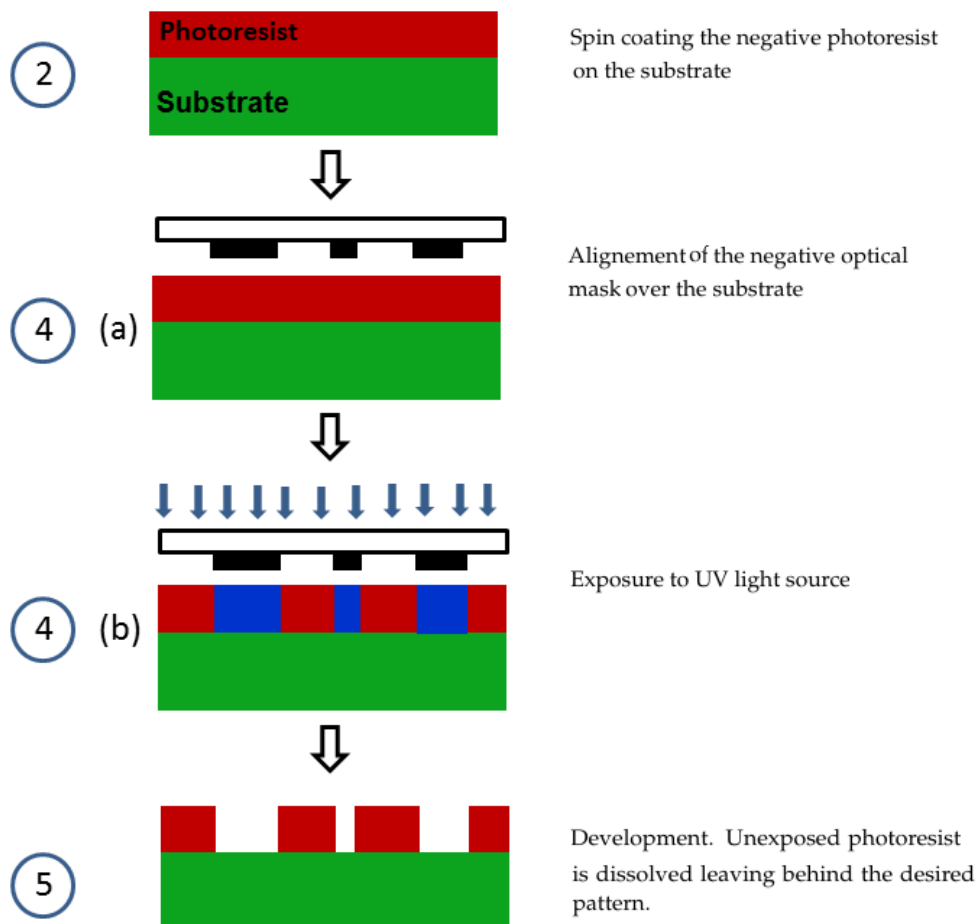 Photoresist
2
Substrate
Spin coating the negative photoresist
on the substrate
4 (a)
Alignement of the negative optical
mask over the substrate
4 (b)
Exposure to UV light source
5
Development. Unexposed photoresist
is dissolved leaving behind the desired
pattern.